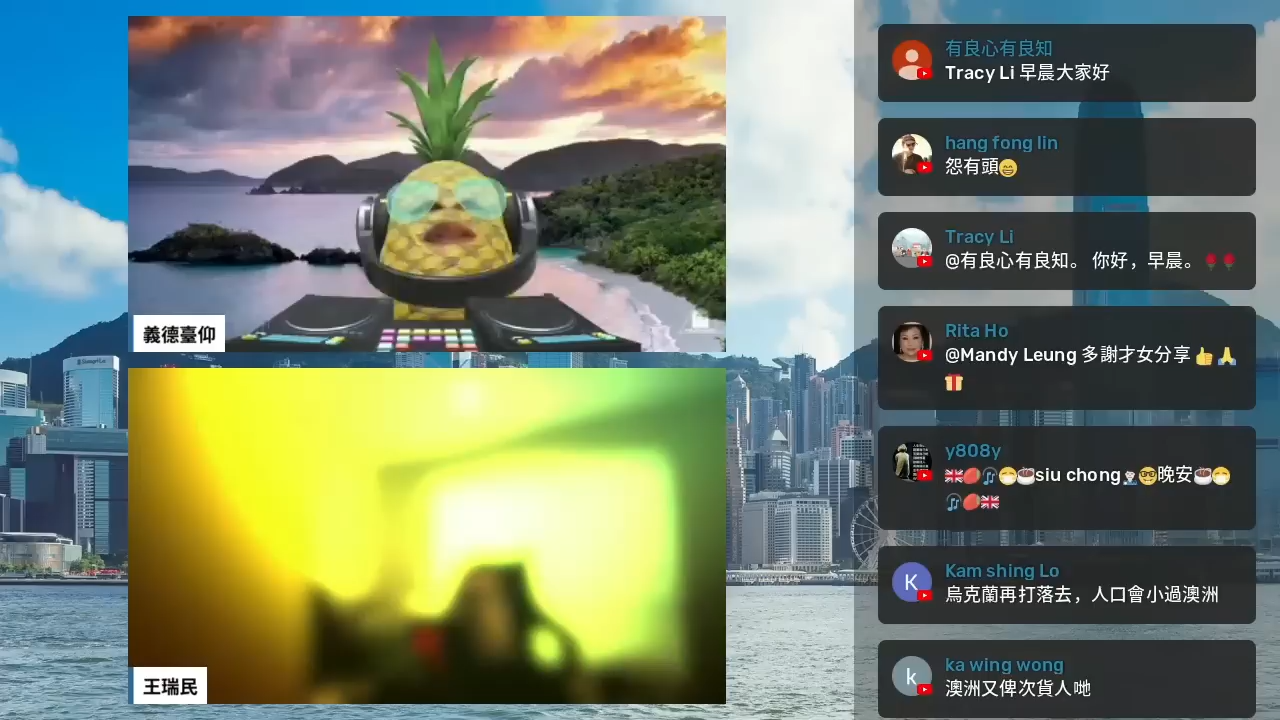 義德臺仰
王瑞民
有良心有良知
Tracy Li 早晨大家好
hang fong lin
怨有頭😁
Tracy Li
@有良心有良知。 你好，早晨。🌹🌹
Rita Ho
@Mandy Leung 多謝才女分享👍🙏
🎁
y808y
siu chong
晚安
Kam shing Lo
烏克蘭再打落去，人口會小過澳洲
K
ka wing wong
澳洲又俾次貨人哋
k